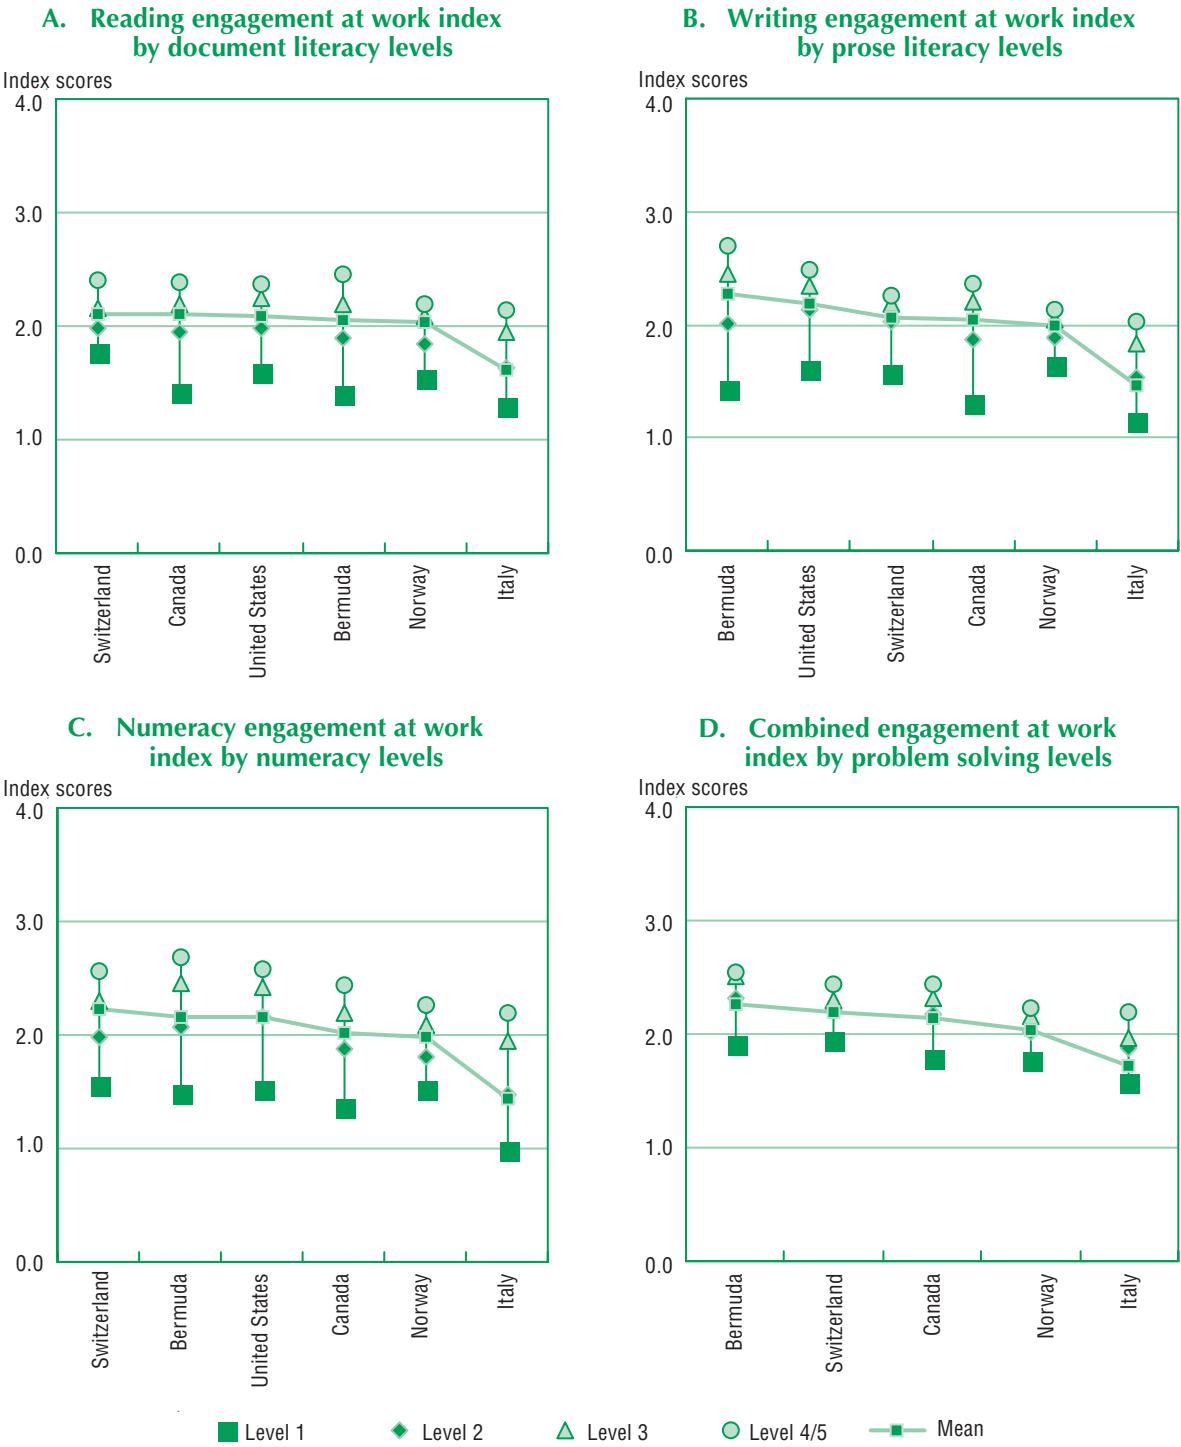 A. Reading engagement at work index
by document literacy levels
Index scores
4.0
3.0
2.0
1.0
0.0
Switzerland
Canada
United States
Bermuda
Norway
Italy
B. Writing engagement at work index
by prose literacy levels
Index scores
4.0
3.0
2.0
1.0
0.0
Bermuda
United States
Switzerland
Canada
Norway
Italy
C. Numeracy engagement at work
index by numeracy levels
Index scores
4.0
3.0
2.0
1.0
0.0
Switzerland
Bermuda
United States
Canada
Norway
Italy
D. Combined engagement at work
index by problem solving levels
Index scores
4.0
3.0
2.0
1.0
0.0
Bermuda
Switzerland
Canada
Norway
Italy
Level 1
Level 2
Level 3
Level 4/5
Mean